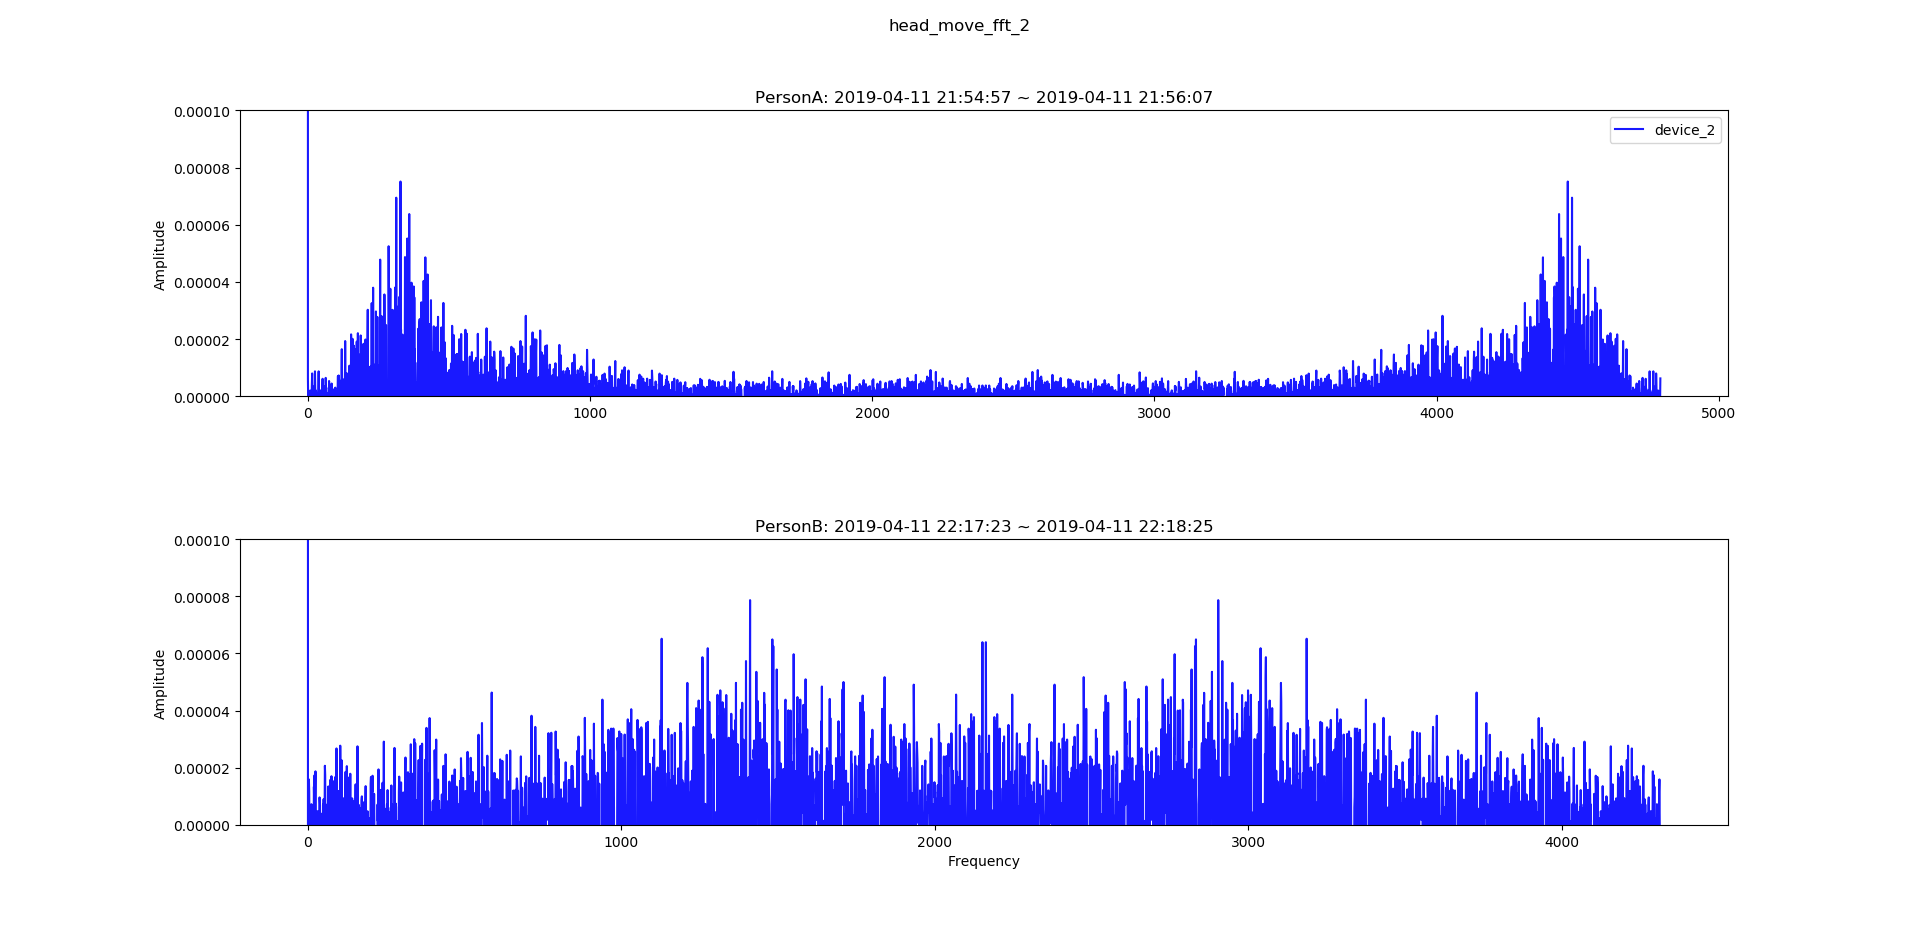 head_move_fft_2
PersonA: 2019-04-11 21:54:57 ~ 2019-04-11 21:56:07
0.00010
0.00008
0.00006
0.00004
0.00002
0.00000
Amplitude
device_2
0 1000 2000 3000 4000 5000
PersonB: 2019-04-11 22:17:23 ~ 2019-04-11 22:18:25
0.00010
0.00008
0.00006
0.00004
0.00002
0.00000
Amplitude
0 1000 2000 3000 4000
Frequency